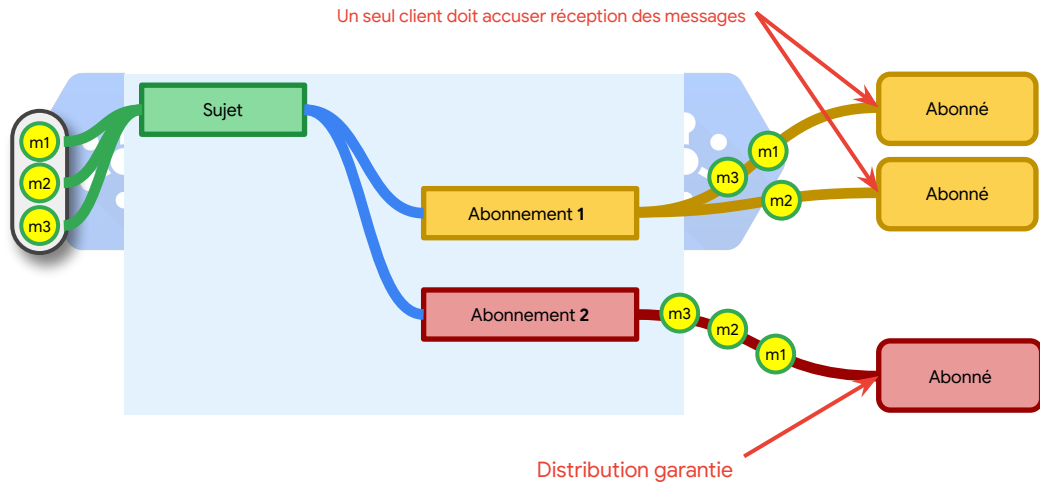 Un seul client doit accuser réception des messages
Sujet
Abonné
m1
m1
m3
m2
Abonné
m2
m3
Abonnement 1
Abonnement 2
m3
m2
m1
Abonné
Distribution garantie